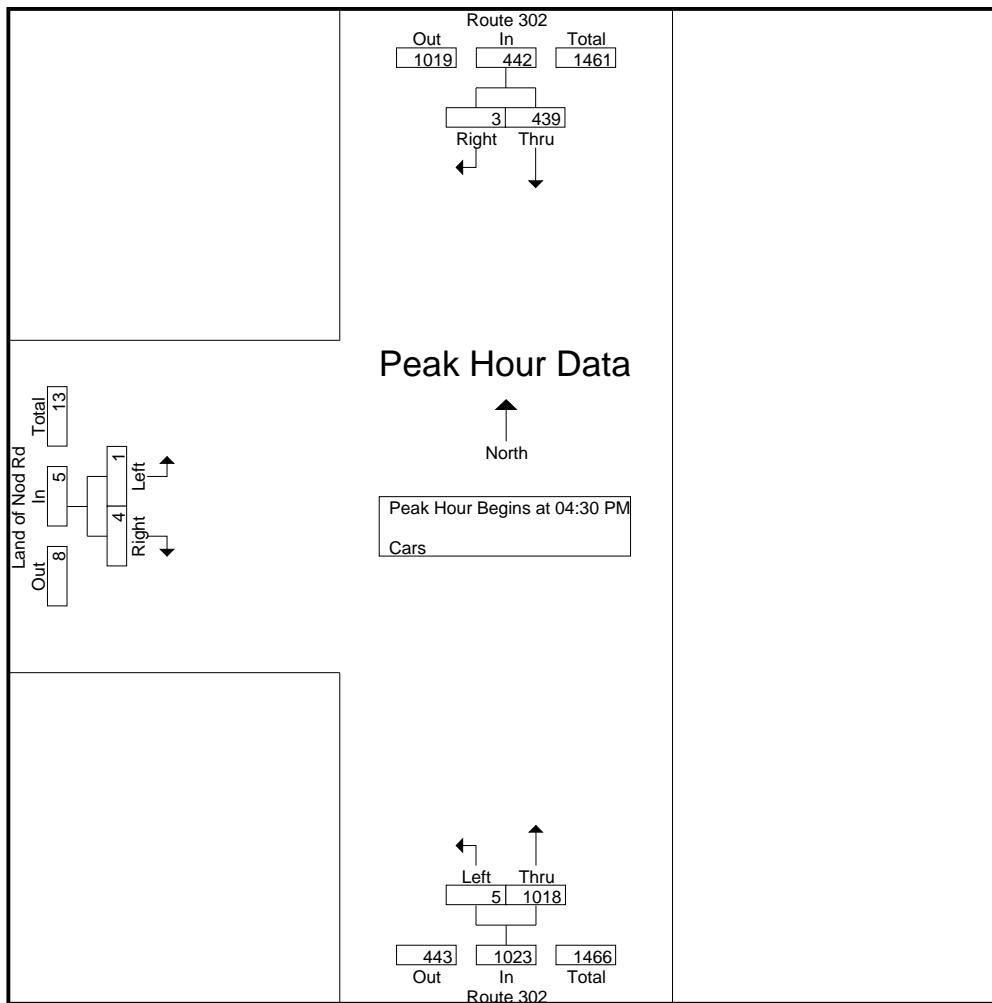 Route 302
Out In Total
1019 442 1461
3 439
Right Thru
Peak Hour Data
North
Peak Hour Begins at 04:30 PM
Cars
Land of Nod Rd
Out In Total
8 5 13
4 1
Right Left
Left Thru
5 1018
443 1023 1466
Out In Total
Route 302